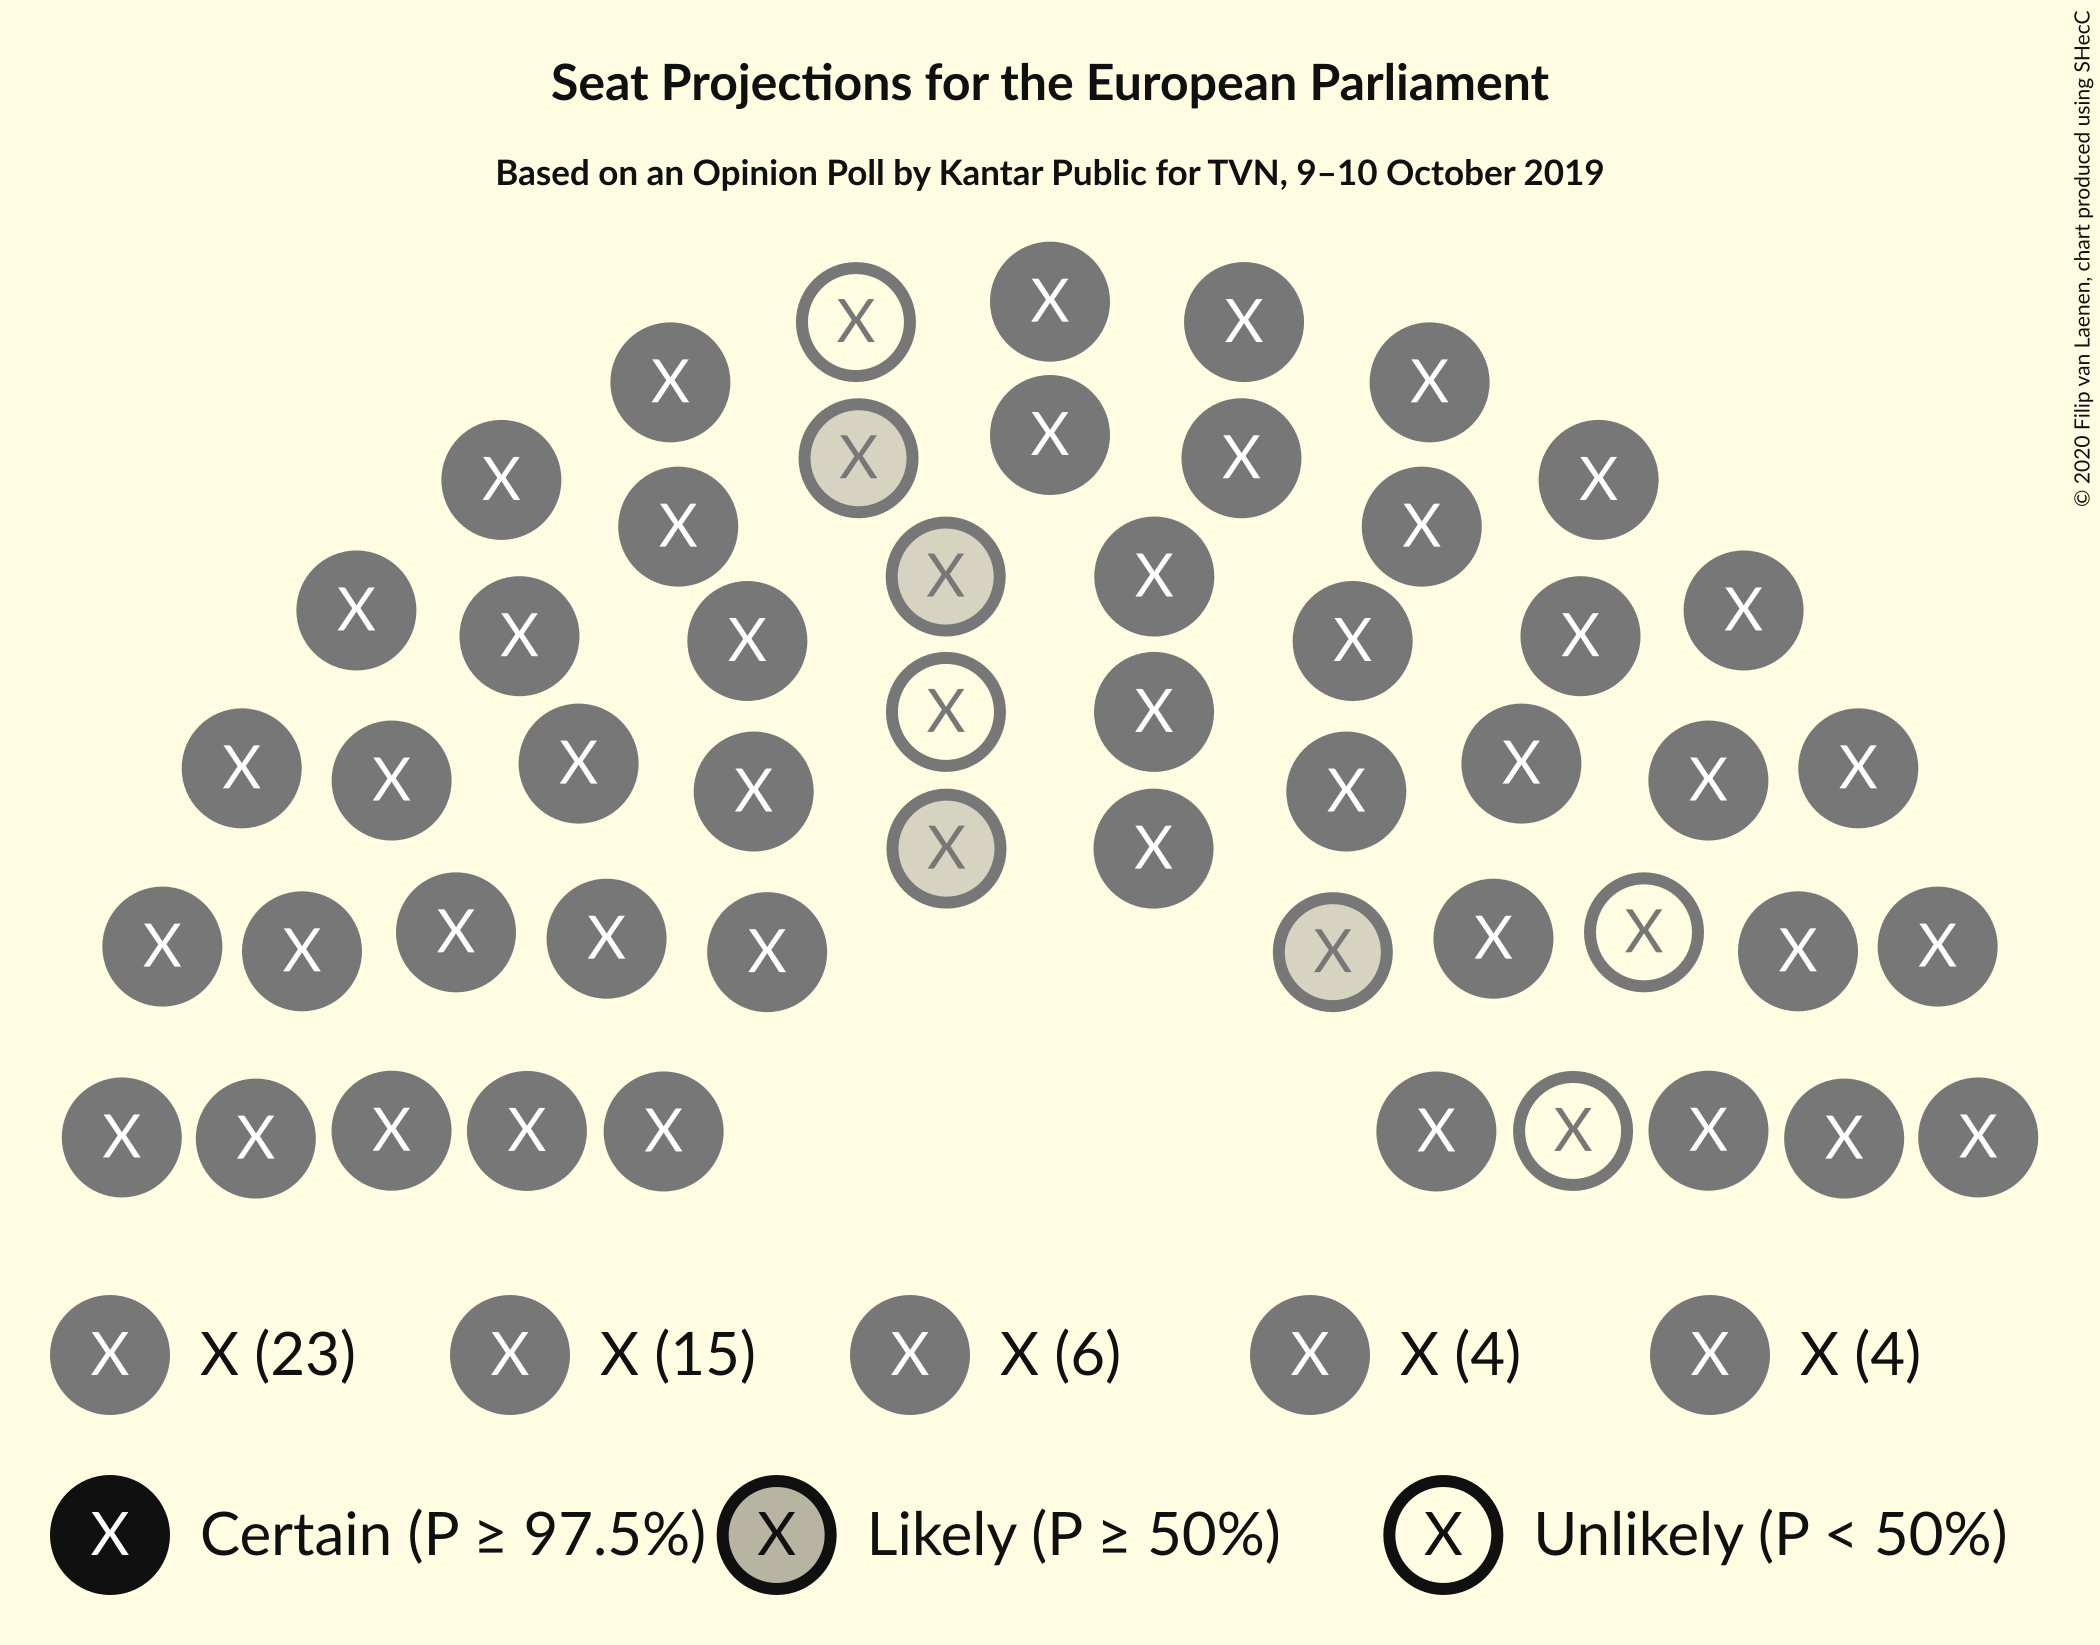 Seat Projections for the European Parliament
Based on an Opinion Poll by Kantar Public for TVN, 9–10 October 2019
© 2020 Filip van Laenen, chart produced using SHecC
X X X
X X
X X X X
X X X X
X X
X X X X
X X
X X X
X X
X X X X
X X
X X
X X
X X
X X X X
X X
X X
X X X X
X X
X X X X X X X X
X X X X X X X X X X
X X (23) X X (15) X X (6) X X (4) X X (4)
X Certain (P ≥ 97.5%) X Likely (P ≥ 50%) X Unlikely (P < 50%)